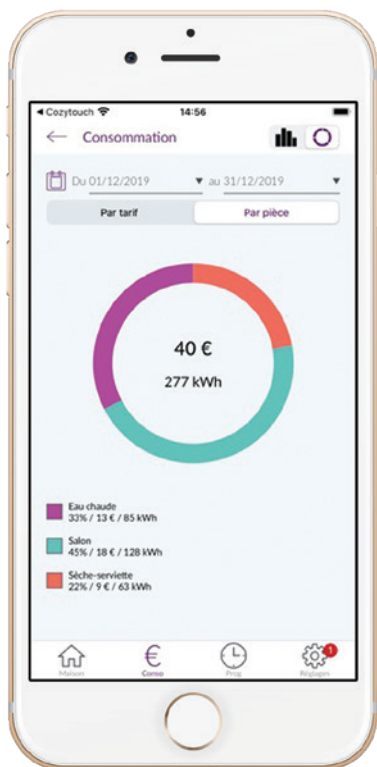 Cozytouch 14:56
Consommation
Du 01/12/2019 au 31/12/2019
Par tarif Par pièce
40 €
277 kWh
Eau chaude
33% / 13 € / 85 kWh
Salon
45% / 18 € / 128 kWh
Sèche-serviette
22% / 9 € / 63 kWh
1
Maison Conso Prog Réglages